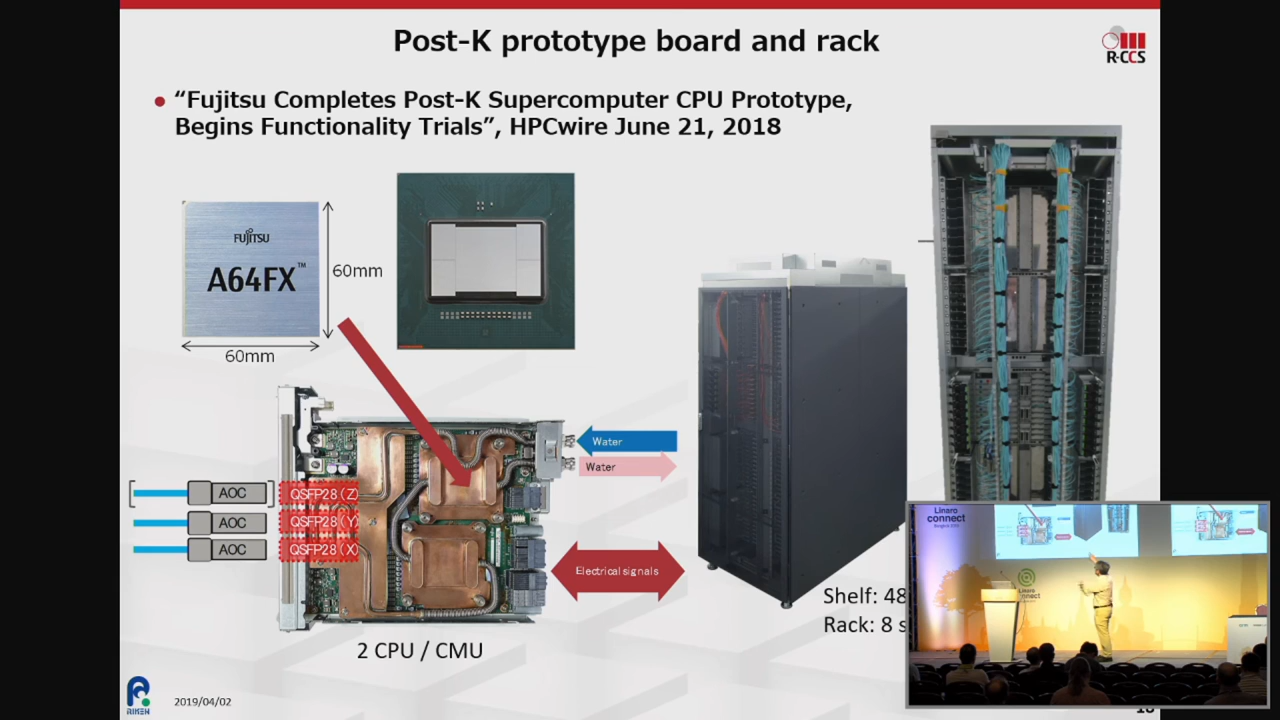 Post-K prototype board and rack
R-CCS
• “Fujitsu Completes Post-K Supercomputer CPU Prototype,
Begins Functionality Trials”, HPCwire June 21, 2018
FUJITSU
A64FX™
60mm
60mm
Water
Water
AOC QSFP28 (Z)
AOC QSFP28 (Y)
AOC QSFP28 (X)
Electrical signals
2 CPU / CMU
Shelf: 48
Rack: 8 s
Linaro
connect
Linaro
connect
RIKEN
2019/04/02